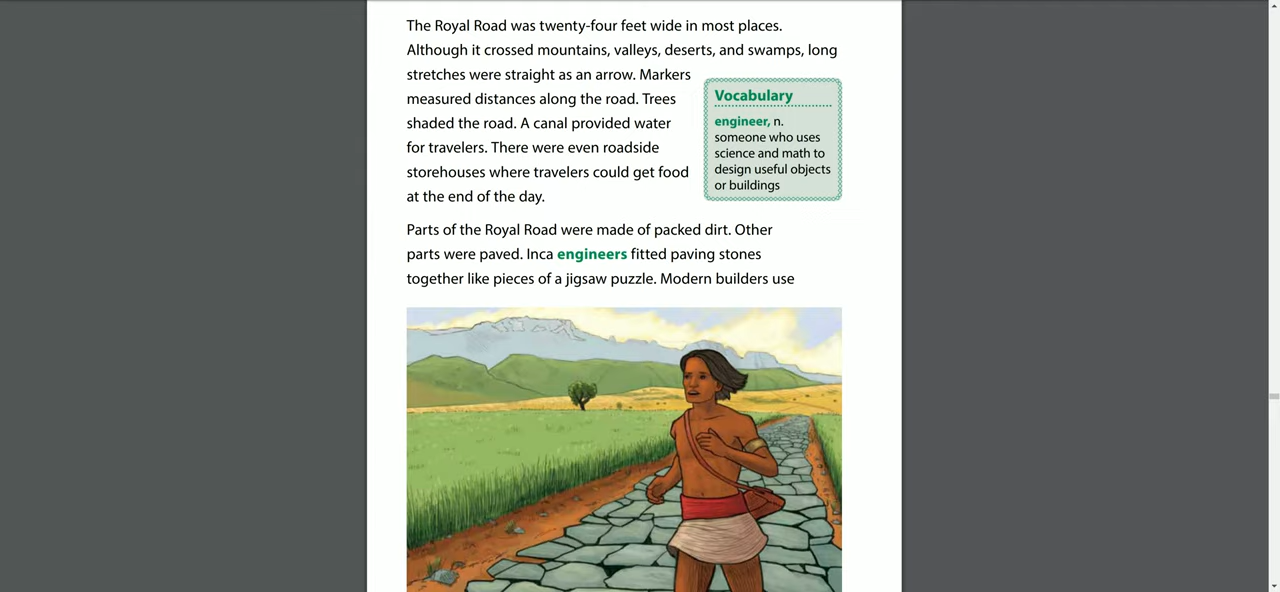 The Royal Road was twenty-four feet wide in most places.
Although it crossed mountains, valleys, deserts, and swamps, long
stretches were straight as an arrow. Markers
measured distances along the road. Trees
shaded the road. A canal provided water
for travelers. There were even roadside
storehouses where travelers could get food
at the end of the day.
Vocabulary
engineer, n.
someone who uses
science and math to
design useful objects
or buildings
Parts of the Royal Road were made of packed dirt. Other
parts were paved. Inca engineers fitted paving stones
together like pieces of a jigsaw puzzle. Modern builders use